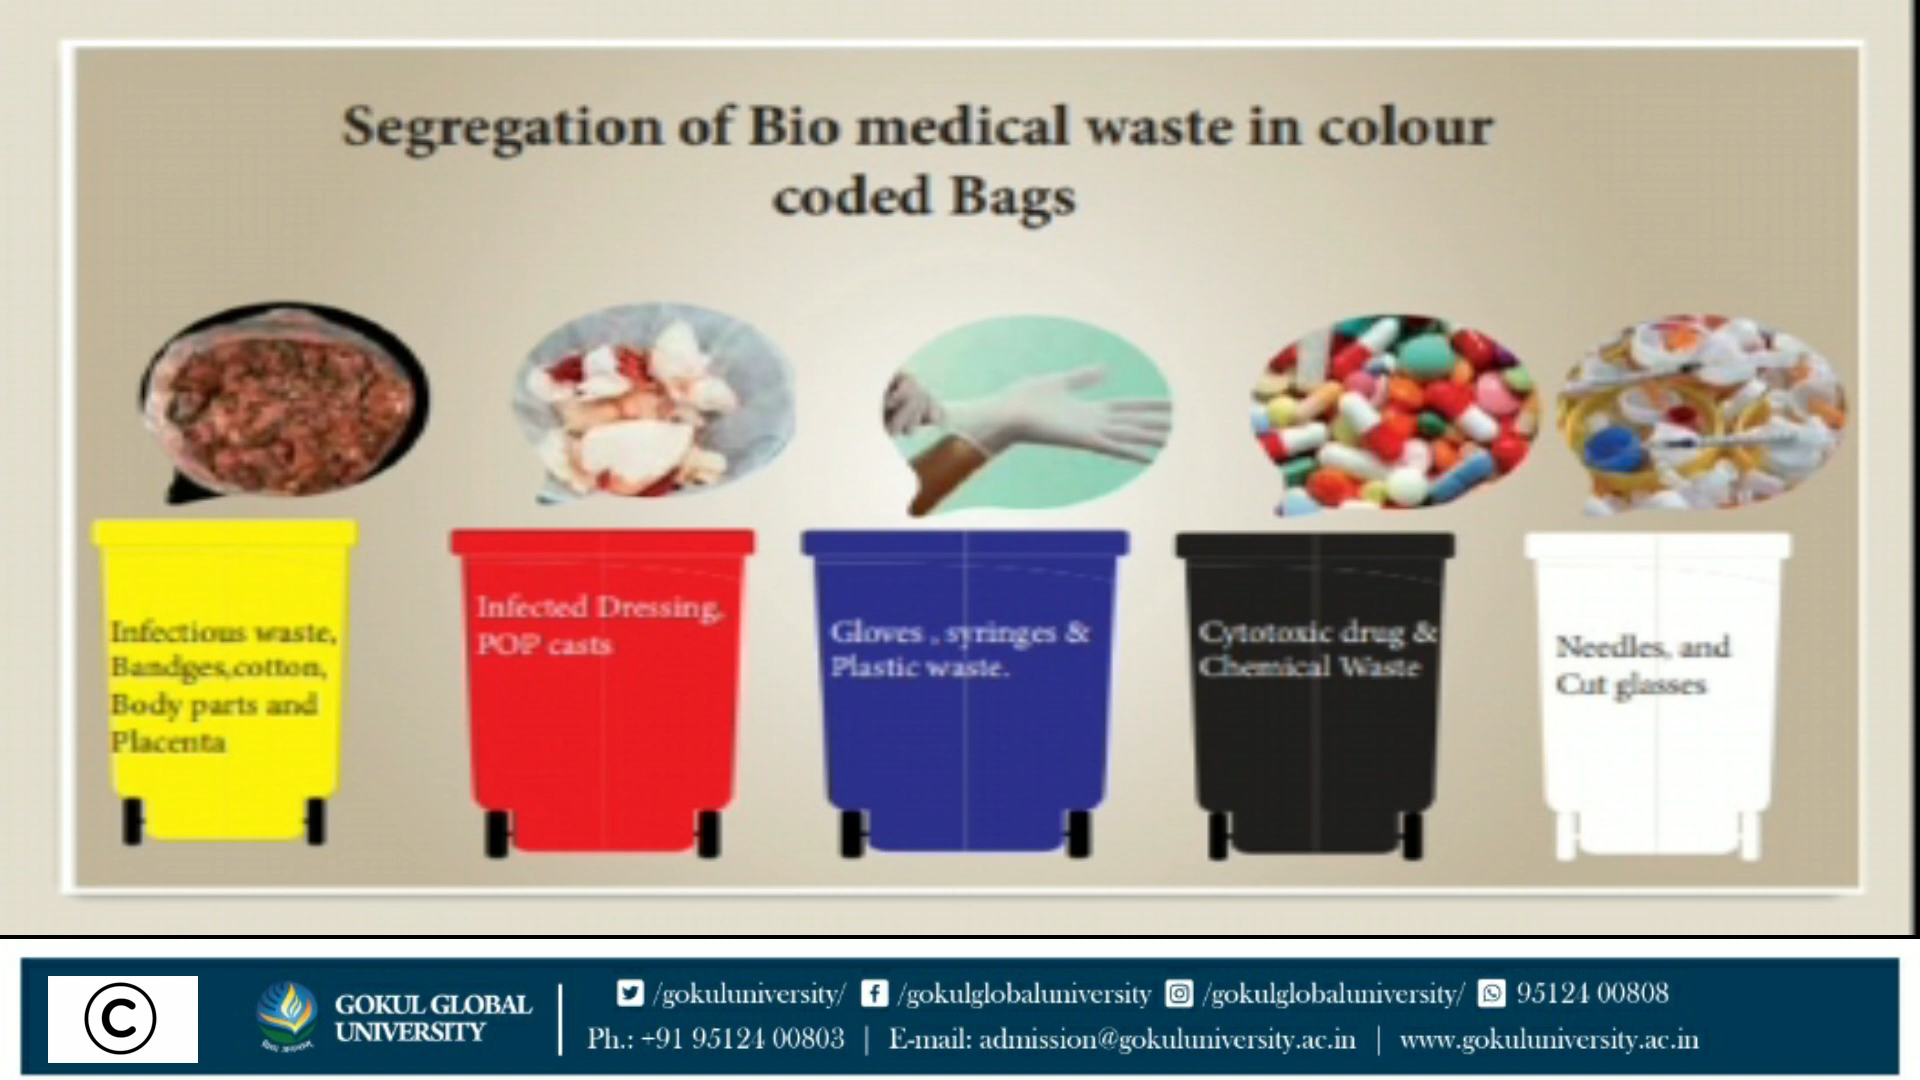 Segregation of Bio medical waste in colour
coded Bags
Infectious waste,
Bandges,cotton,
Body parts and
Placenta
Infected Dressing,
POP casts
Gloves , syringes &
Plastic waste.
Cytotoxic drug &
Chemical Waste
Needles, and
Cut glasses
©
GOKUL GLOBAL
UNIVERSITY
/gokuluniversity/ /gokulglobaluniversity /gokulglobaluniversity/ 95124 00808
Ph.: +91 95124 00803 | E-mail: admission@gokuluniversity.ac.in | www.gokuluniversity.ac.in